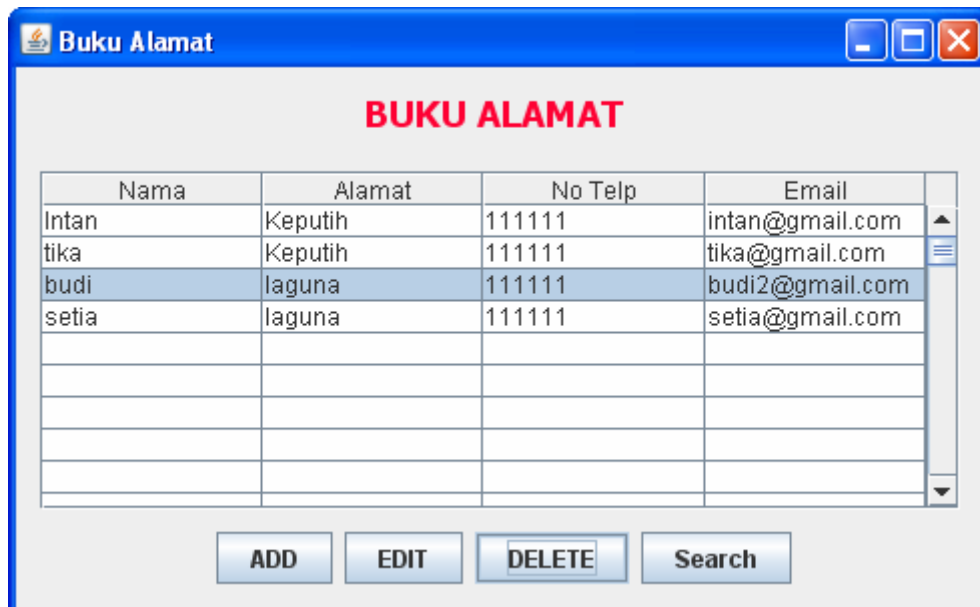 Buku Alamat
BUKU ALAMAT
Nama Alamat No Telp Email
Intan Keputih 111111 intan@gmail.com
tika Keputih 111111 tika@gmail.com
budi laguna 111111 budi2@gmail.com
setia laguna 111111 setia@gmail.com
ADD EDIT DELETE Search